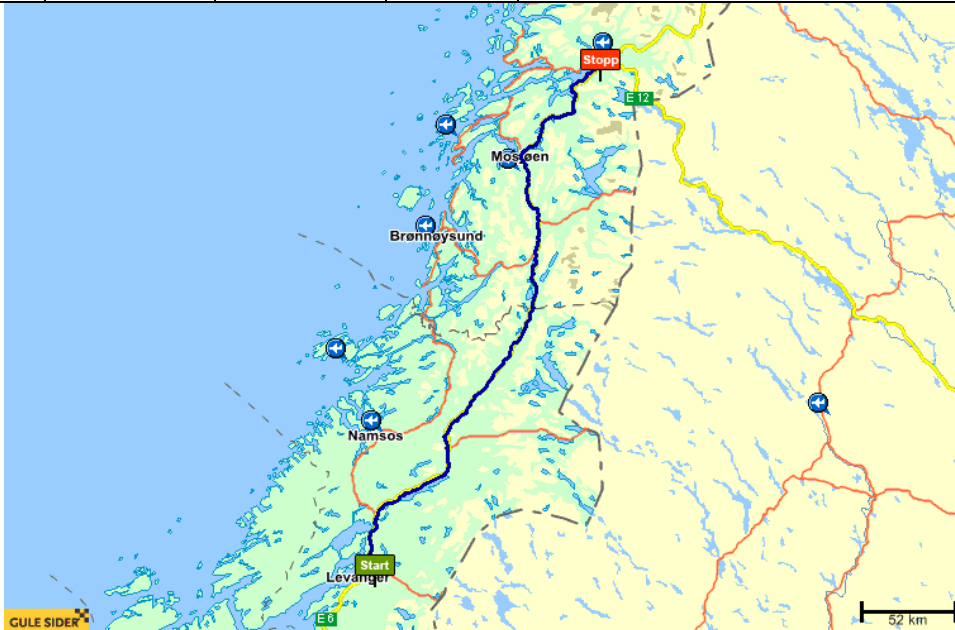 Stopp
E 12
Mosjøen
Brønnøysund
Namsos
Start
Levanger
E 6
GULE SIDER
52 km